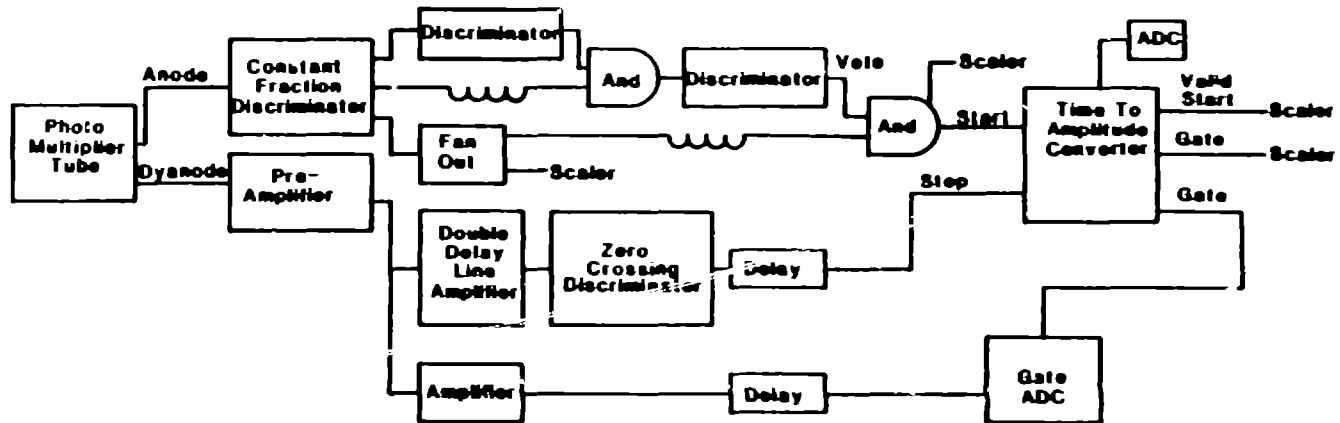 Photo
Multiplier
Tube
Anode
Dyanode
Constant
Fraction
Discriminator
Pre-
Amplifier
Discriminator
And
Discriminator
Veto
And
Scaler
Start
Fan
Out
Scaler
Double
Delay
Line
Amplifier
Zero
Crossing
Discriminator
Delay
Stop
Amplifier
Delay
ADC
Time To
Amplitude
Converter
Valid
Start
Scaler
Gate
Scaler
Gate
Gate
ADC